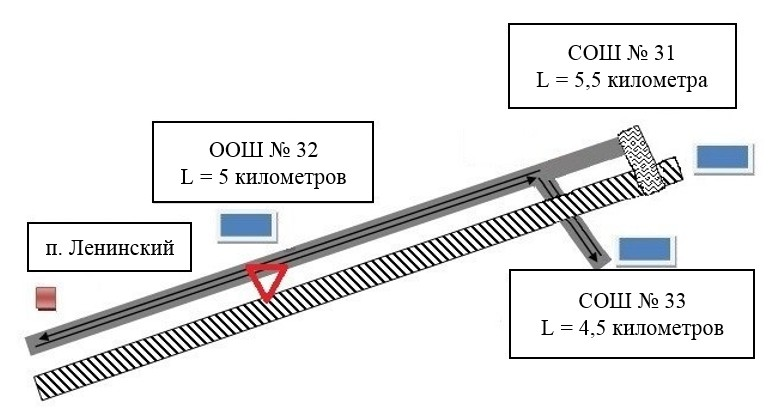 СОШ № 31
L = 5,5 километра
ООШ № 32
L = 5 километров
п. Ленинский
СОШ № 33
L = 4,5 километров